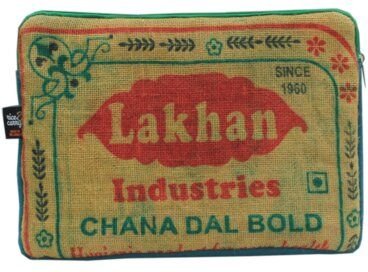 SINCE
1960
Lakhan
Industries
CHANA DAL BOLD